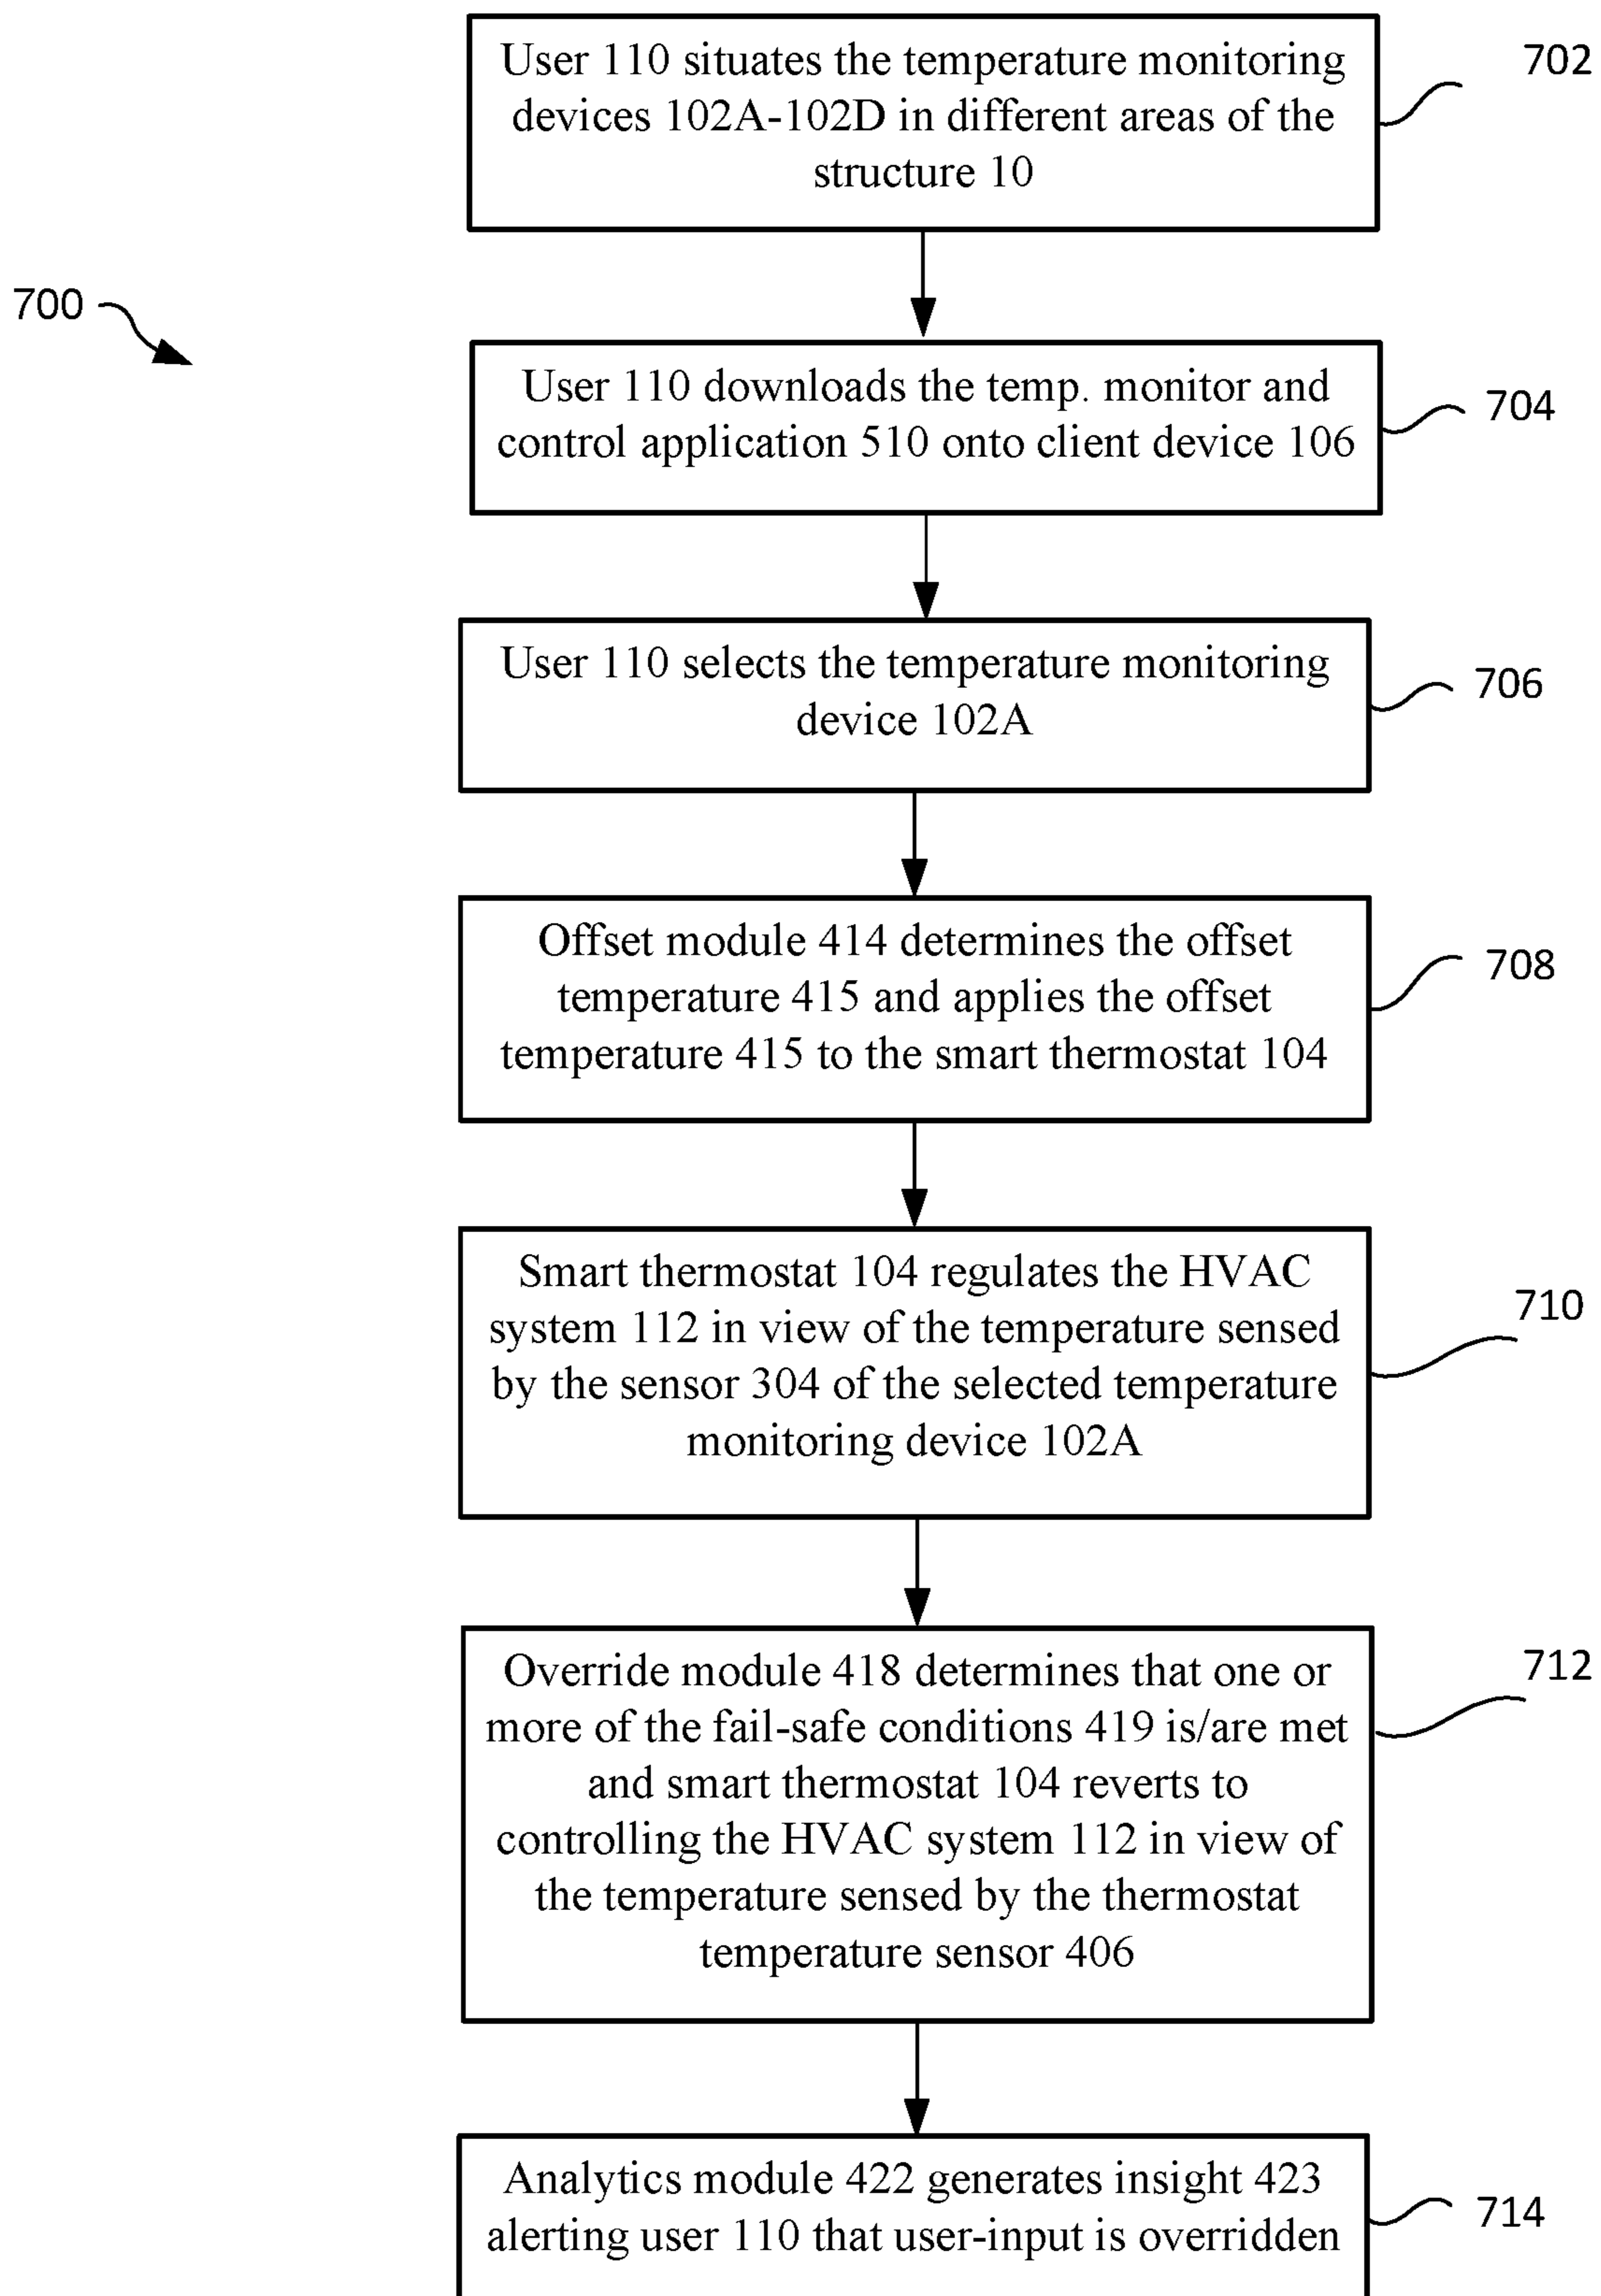 User 110 situates the temperature monitoring
devices 102A-102D in different areas of the
structure 10
702
700
User 110 downloads the temp. monitor and
control application 510 onto client device 106
704
User 110 selects the temperature monitoring
device 102A
706
Offset module 414 determines the offset
temperature 415 and applies the offset
temperature 415 to the smart thermostat 104
708
Smart thermostat 104 regulates the HVAC
system 112 in view of the temperature sensed
by the sensor 304 of the selected temperature
monitoring device 102A
710
Override module 418 determines that one or
more of the fail-safe conditions 419 is/are met
and smart thermostat 104 reverts to
controlling the HVAC system 112 in view of
the temperature sensed by the thermostat
temperature sensor 406
712
Analytics module 422 generates insight 423
alerting user 110 that user-input is overridden
714